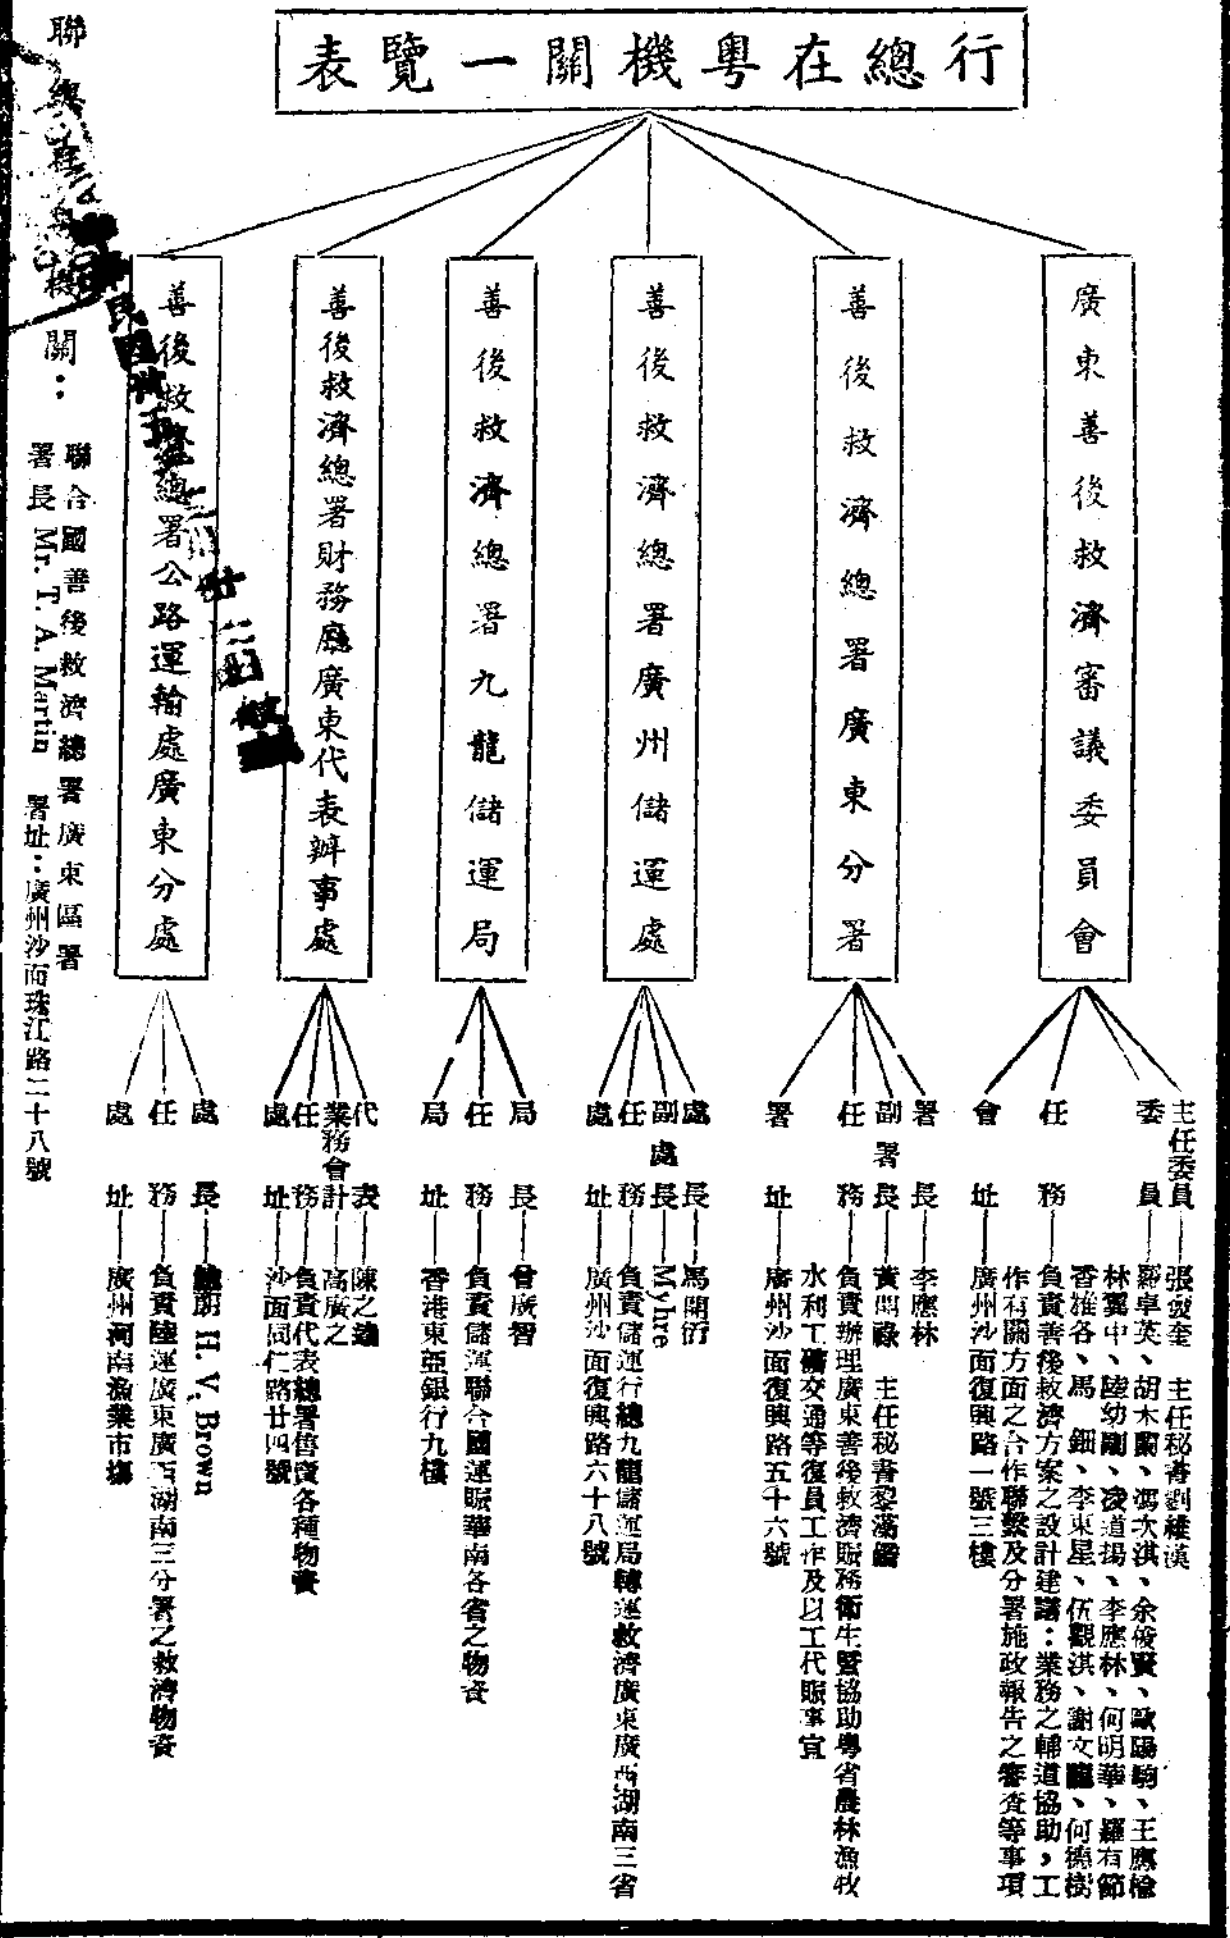 行總在粵機關一覽表
廣東善後救濟審議委員會
主任委員——張發奎　主任秘書劉維漢
委員——羅卓英、胡木蘭、馮次淇、余俊賢、歐陽駒、王應榆
林翼中、陸幼剛、凌道揚、李應林、何明華、羅有節
香雅各、馬　鈿、李東星、伍觀淇、謝文龍、何德樹
任務——負責善後救濟方案之設計建議：業務之輔道協助，工
作有關方面之合作聯繫及分署施政報告之審查等事項
會址——廣州沙面復興路一號三樓
善後救濟總署廣東分署
署長——李應林
副署長——黃開祿　主任秘書黎滿
任務——負責辦理廣東善後救濟賑務衛生暨協助粵省農林漁牧
水利工礦交通等復員工作及以工代賑事宜
署址——廣州沙面復興路五十六號
善後救濟總署廣州儲運處
處長——馬開衍
副處長——Myhre
任務——負責儲運行總九龍儲運局轉運救濟廣東廣西湖南三省
處址——廣州沙面復興路六十八號
善後救濟總署九龍儲運局
局長——曾廣智
任務——負責儲運聯合國運賑華南各省之物資
局址——香港東亞銀行九樓
善後救濟總署財務廳廣東代表辦事處
代表——陳之
業務會計——高廣之
任務——負責代表總署售賣各種物資
處址——沙面同仁路廿四號
善後救濟總署公路運輸處廣東分處
處長——朗 H. V. Brown
任務——負責陸運廣東廣西湖南三分署之救濟物資
處址——廣州河南漁業市場
聯總在粵機關：
聯合國善後救濟總署廣東區署
署長 Mr. T. A. Martin　署址：廣州沙面珠江路二十八號